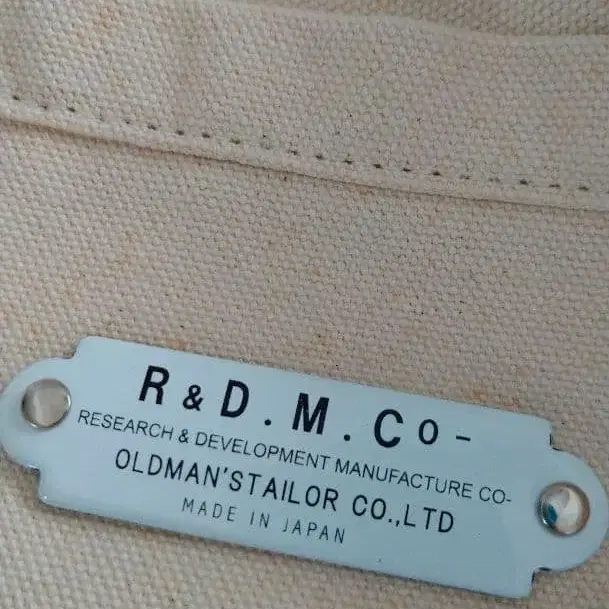 R & D . M . Co -
RESEARCH & DEVELOPMENT MANUFACTURE CO-
OLDMAN'STAILOR CO.,LTD
MADE IN JAPAN